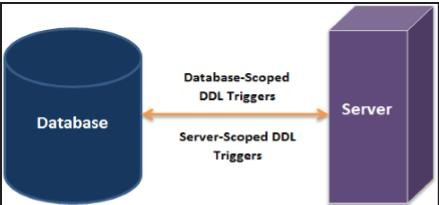 Database-Scoped
DDL Triggers
Database
Server
Server-Scoped DDL
Triggers